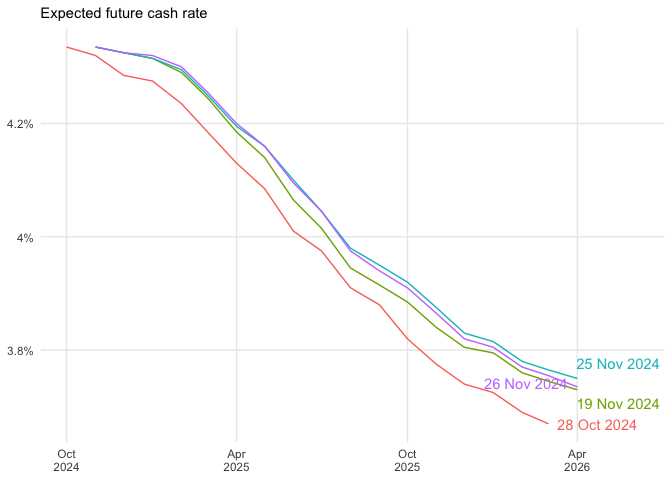 Expected future cash rate
4.2%
4%
3.8%
25 Nov 2024
26 Nov 2024
19 Nov 2024
28 Oct 2024
Oct
2024
Apr
2025
Oct
2025
Apr
2026